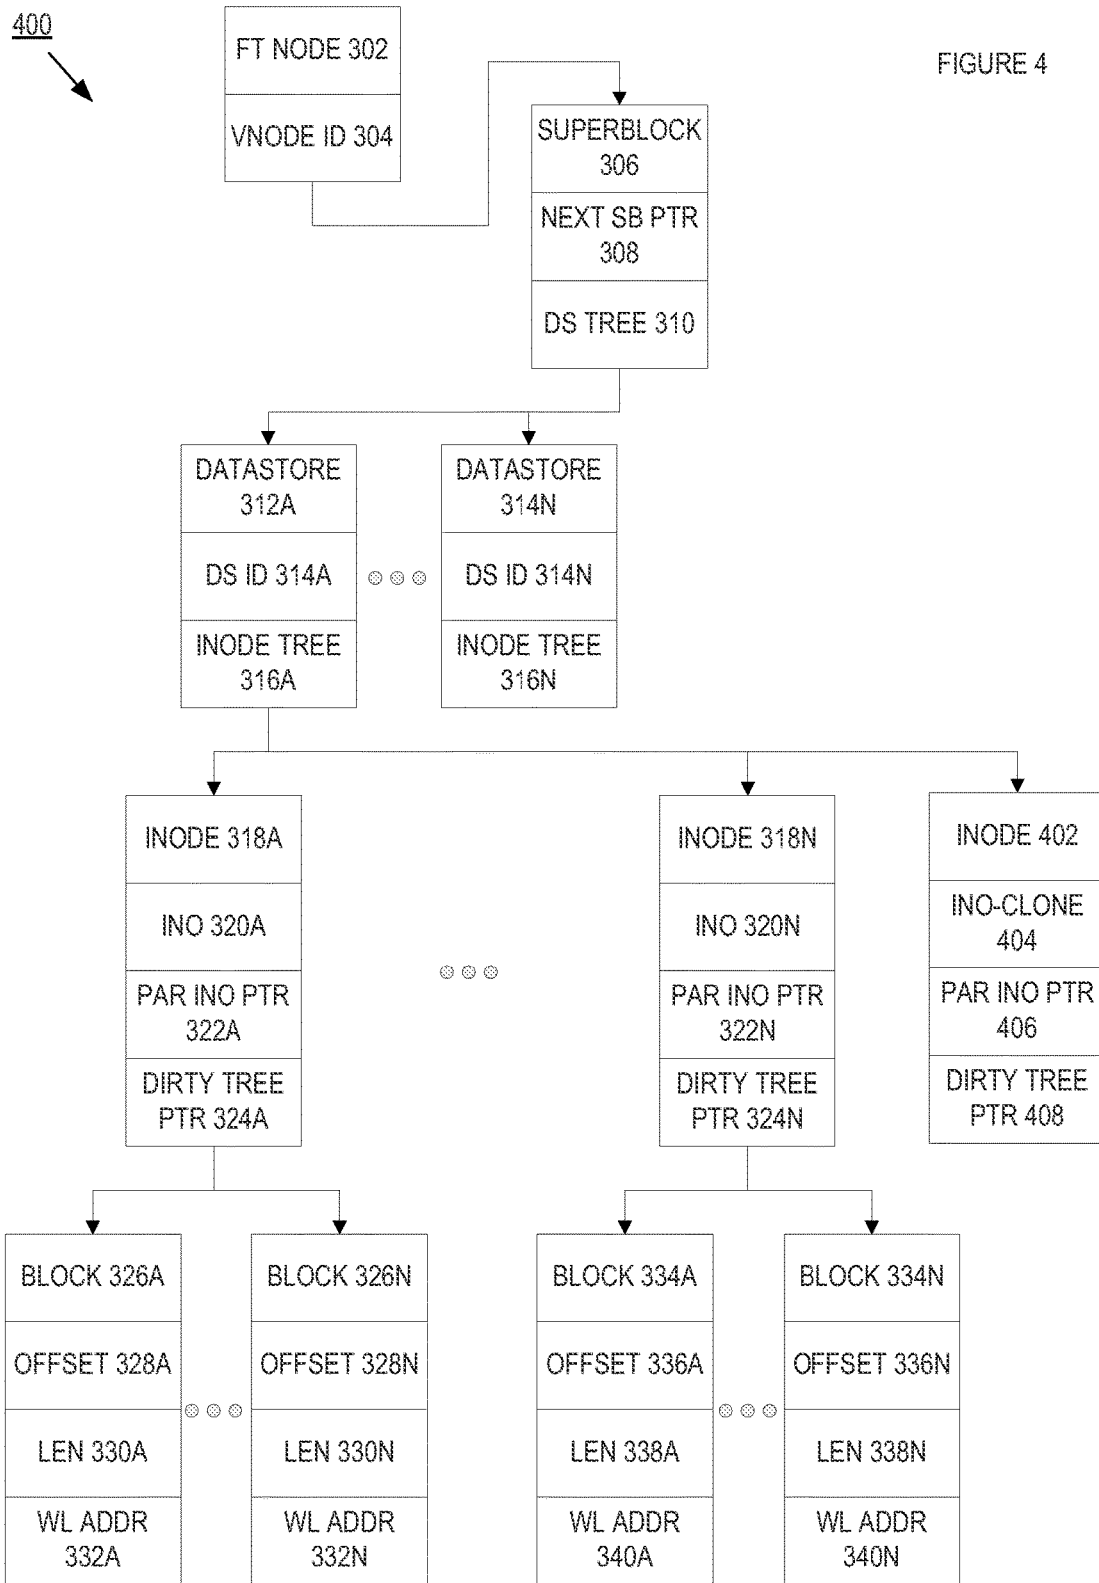 400
FIGURE 4
FT NODE 302
VNODE ID 304
SUPERBLOCK
306
NEXT SB PTR
308
DS TREE 310
DATASTORE
312A
DS ID 314A
INODE TREE
316A
DATASTORE
314N
DS ID 314N
INODE TREE
316N
INODE 318A
INO 320A
PAR INO PTR
322A
DIRTY TREE
PTR 324A
INODE 318N
INO 320N
PAR INO PTR
322N
DIRTY TREE
PTR 324N
INODE 402
INO-CLONE
404
PAR INO PTR
406
DIRTY TREE
PTR 408
BLOCK 326A
OFFSET 328A
LEN 330A
WL ADDR
332A
BLOCK 326N
OFFSET 328N
LEN 330N
WL ADDR
332N
BLOCK 334A
OFFSET 336A
LEN 338A
WL ADDR
340A
BLOCK 334N
OFFSET 336N
LEN 338N
WL ADDR
340N